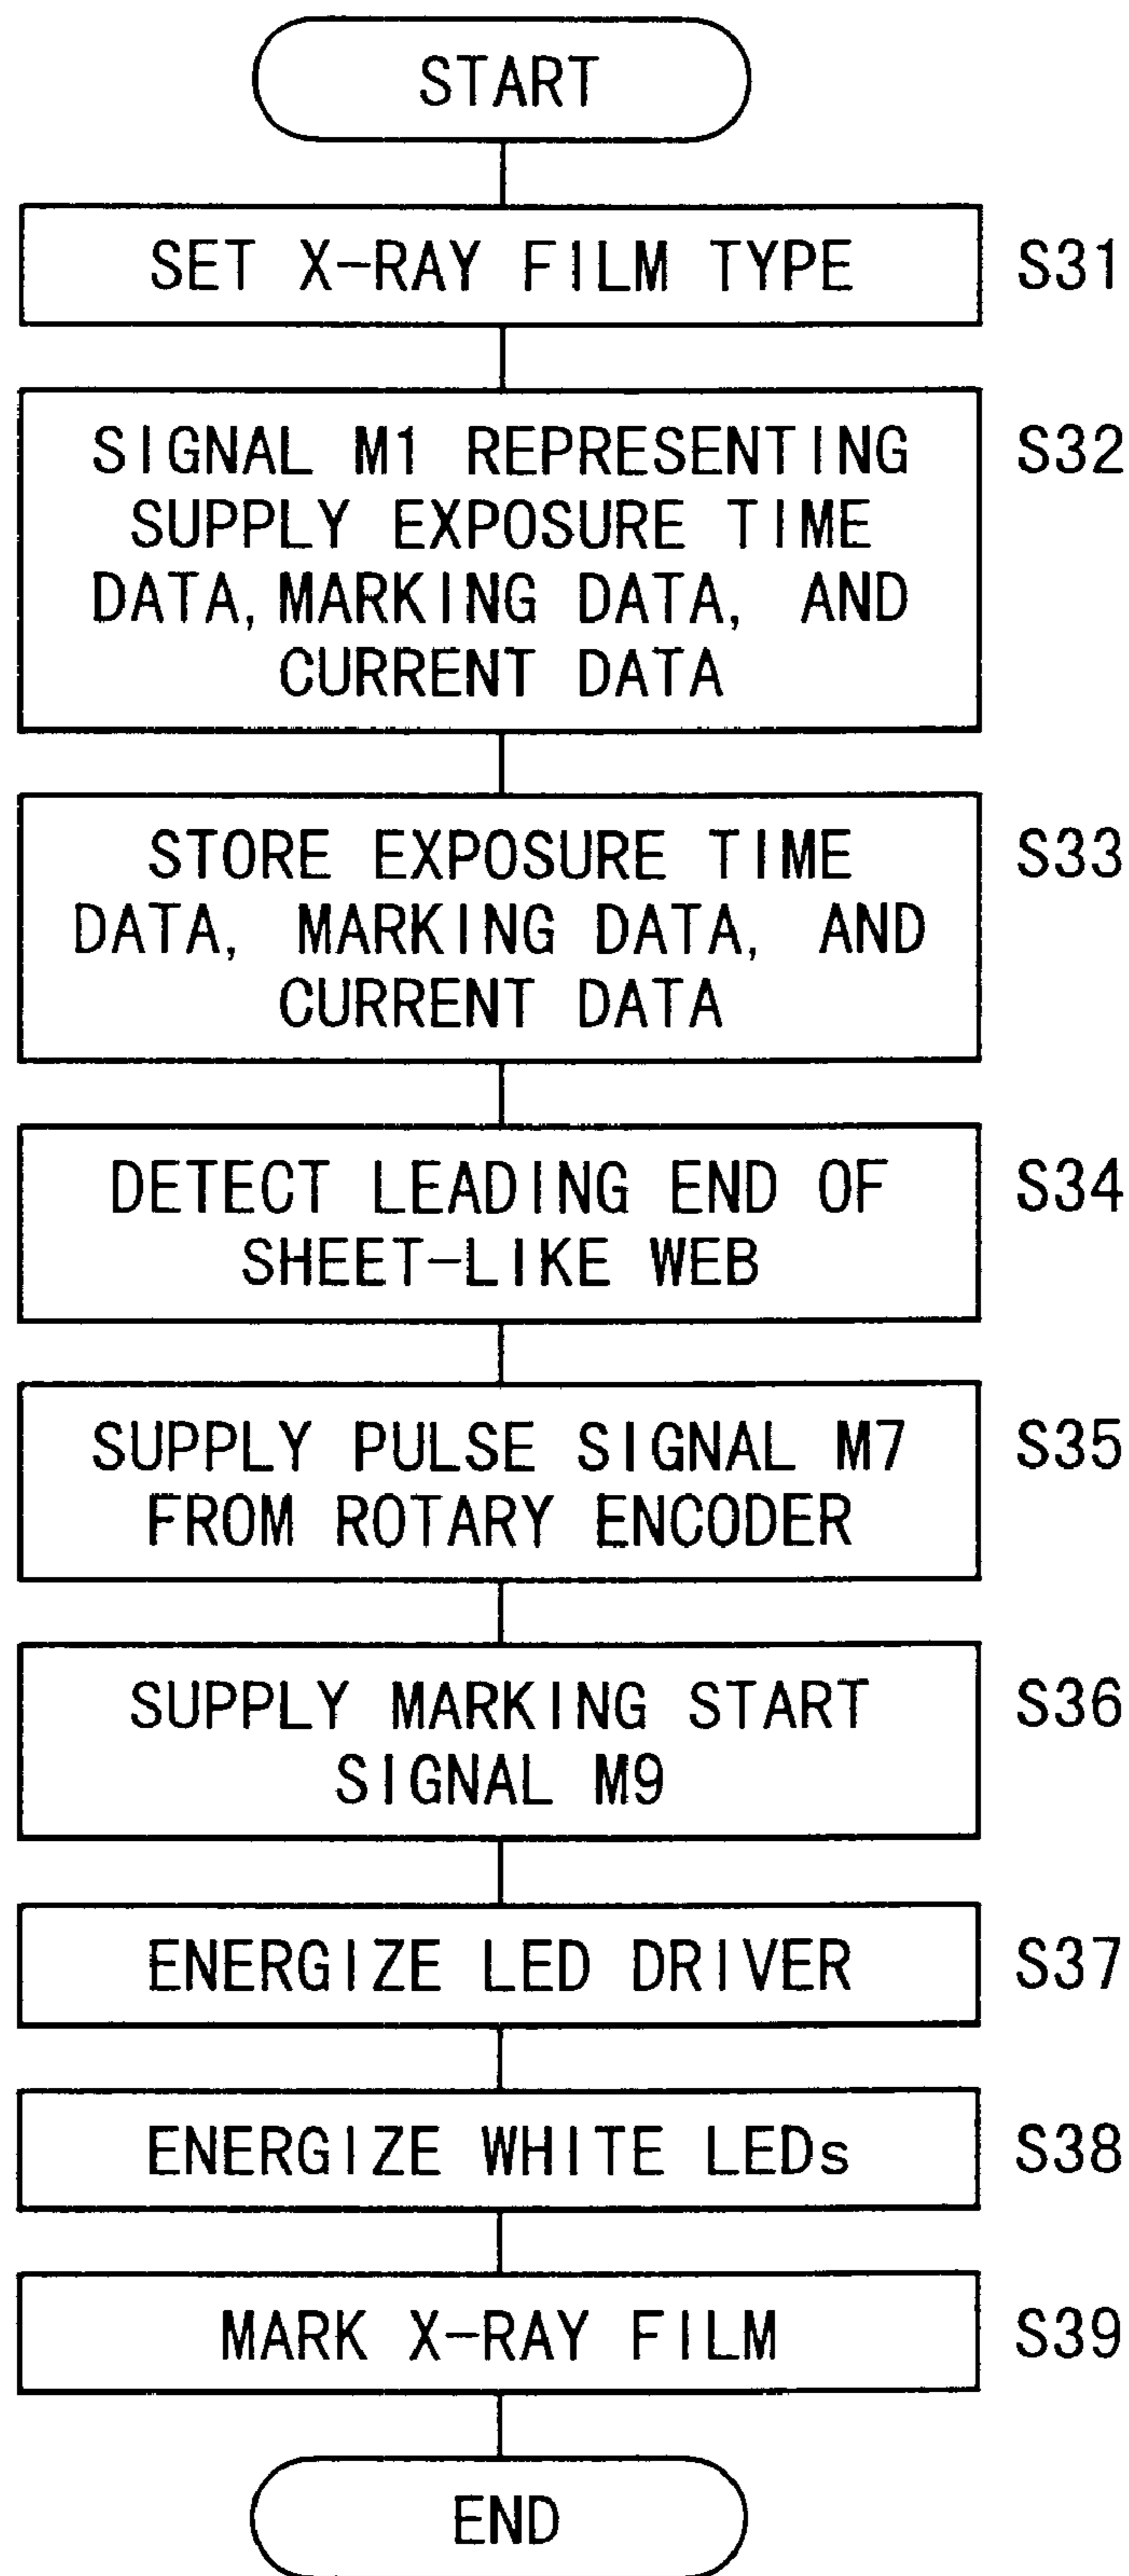 START
SET X-RAY FILM TYPE S31
SIGNAL M1 REPRESENTING S32
SUPPLY EXPOSURE TIME
DATA, MARKING DATA, AND
CURRENT DATA
STORE EXPOSURE TIME S33
DATA, MARKING DATA, AND
CURRENT DATA
DETECT LEADING END OF S34
SHEET-LIKE WEB
SUPPLY PULSE SIGNAL M7 S35
FROM ROTARY ENCODER
SUPPLY MARKING START S36
SIGNAL M9
ENERGIZE LED DRIVER S37
ENERGIZE WHITE LEDs S38
MARK X-RAY FILM S39
END